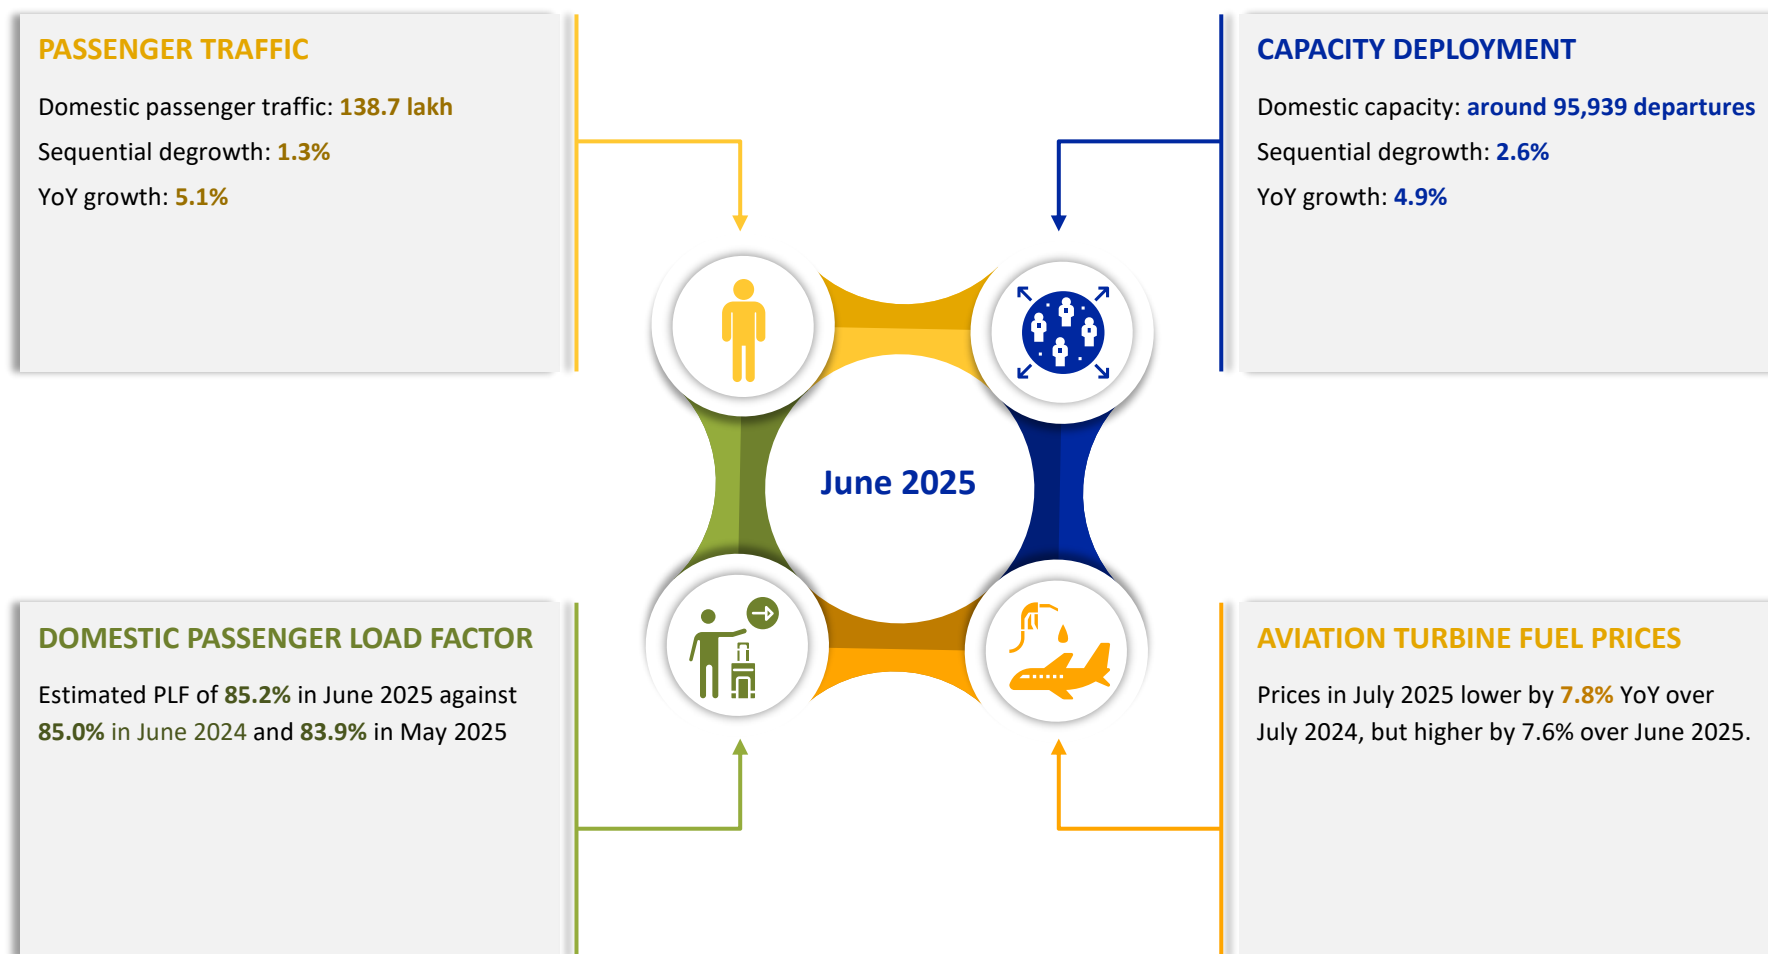 PASSENGER TRAFFIC
Domestic passenger traffic: 138.7 lakh
Sequential degrowth: 1.3%
YoY growth: 5.1%
CAPACITY DEPLOYMENT
Domestic capacity: around 95,939 departures
Sequential degrowth: 2.6%
YoY growth: 4.9%
June 2025
DOMESTIC PASSENGER LOAD FACTOR
Estimated PLF of 85.2% in June 2025 against
85.0% in June 2024 and 83.9% in May 2025
AVIATION TURBINE FUEL PRICES
Prices in July 2025 lower by 7.8% YoY over
July 2024, but higher by 7.6% over June 2025.